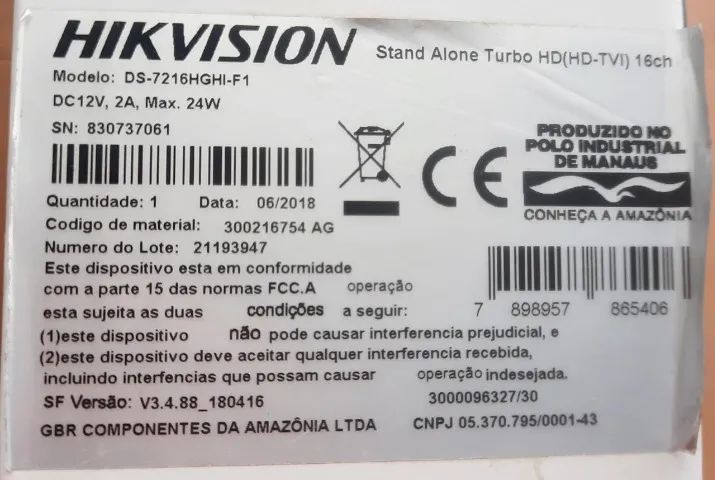 HIKVISION
Stand Alone Turbo HD(HD-TVI) 16ch
Modelo: DS-7216HGHI-F1
DC12V, 2A, Max. 24W
SN: 830737061
PRODUZIDO NO
POLO INDUSTRIAL
DE MANAUS
CONHEÇA A AMAZÔNIA
CE
Quantidade: 1 Data: 06/2018
Codigo de material: 300216754 AG
Numero do Lote: 21193947
Este dispositivo esta em conformidade
com a parte 15 das normas FCC.A operação
esta sujeita as duas condições a seguir:
7 898957 865406
(1)este dispositivo não pode causar interferencia prejudicial, e
(2)este dispositivo deve aceitar qualquer interferencia recebida,
incluindo interfencias que possam causar operação indesejada.
SF Versão: V3.4.88_180416 3000096327/30
GBR COMPONENTES DA AMAZÔNIA LTDA CNPJ 05.370.795/0001-43